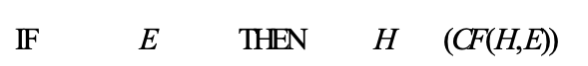 IF E THEN H (CF(H,E))